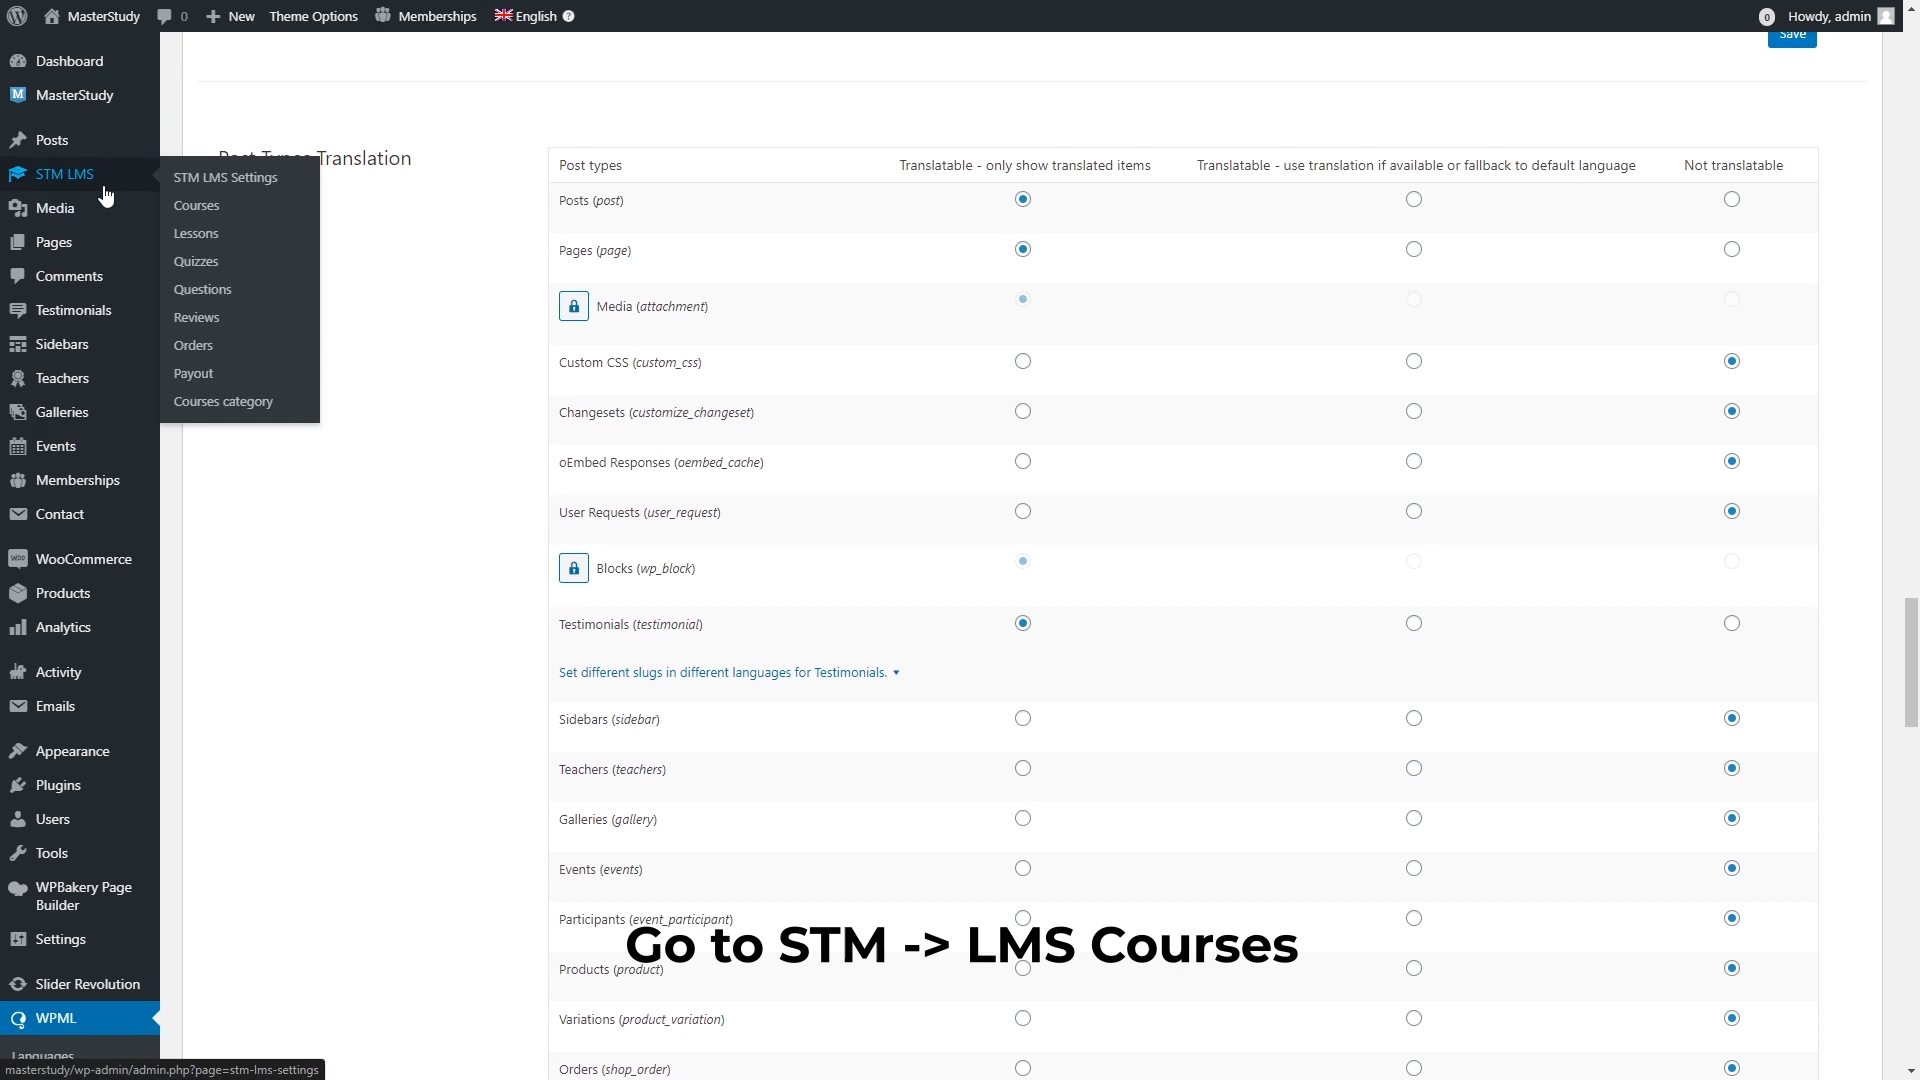 MasterStudy 0 New Theme Options Memberships English ? 0 Howdy, admin
Save
Dashboard
MasterStudy
Posts
STM LMS
Media
Pages
Comments
Testimonials
Sidebars
Teachers
Galleries
Events
Memberships
Contact
WooCommerce
Products
Analytics
Activity
Emails
Appearance
Plugins
Users
Tools
WPBakery Page
Builder
Settings
Slider Revolution
WPML
Languages
masterstudy/wp-admin/admin.php?page=stm-lms-settings
STM LMS Settings
Courses
Lessons
Quizzes
Questions
Reviews
Orders
Payout
Courses category
Post Types Translation
Post types Translatable - only show translated items Translatable - use translation if available or fallback to default language Not translatable
Posts (post)
Pages (page)
Media (attachment)
Custom CSS (custom_css)
Changesets (customize_changeset)
oEmbed Responses (oembed_cache)
User Requests (user_request)
Blocks (wp_block)
Testimonials (testimonial)
Set different slugs in different languages for Testimonials.
Sidebars (sidebar)
Teachers (teachers)
Galleries (gallery)
Events (events)
Participants (event_participant)
Go to STM -> LMS Courses
Products (product)
Variations (product_variation)
Orders (shop_order)